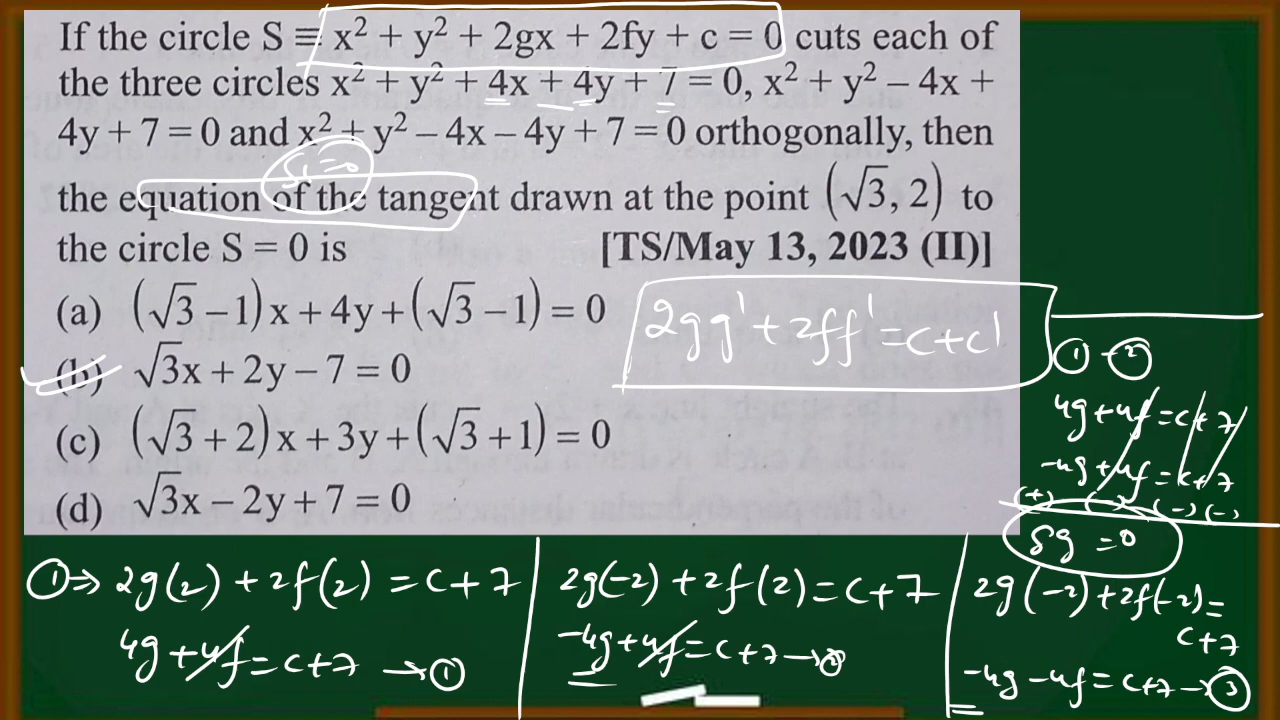 If the circle S ≡ x² + y² + 2gx + 2fy + c = 0 cuts each of
the three circles x² + y² + 4x + 4y + 7 = 0, x² + y² – 4x +
4y + 7 = 0 and x² + y² – 4x – 4y + 7 = 0 orthogonally, then
S₁ = 0
the equation of the tangent drawn at the point (√3, 2) to
the circle S = 0 is [TS/May 13, 2023 (II)]
(a) (√3 – 1)x + 4y + (√3 – 1) = 0
(b) √3x + 2y – 7 = 0
(c) (√3 + 2)x + 3y + (√3 + 1) = 0
(d) √3x – 2y + 7 = 0
2gg' + 2ff' = c + c'
① - ②
4g + 4f = c + 7
-4g + 4f = c + 7
(+) (-) (-) (-)
8g = 0
① ⇒ 2g(2) + 2f(2) = c + 7
4g + 4f = c + 7 → ①
2g(-2) + 2f(2) = c + 7
-4g + 4f = c + 7 → ②
2g(-2) + 2f(-2) =
c + 7
-4g - 4f = c + 7 → ③